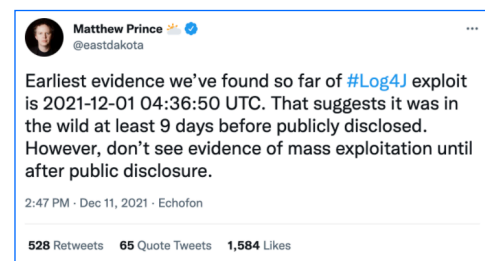 Matthew Prince
@eastdakota
Earliest evidence we’ve found so far of #Log4J exploit
is 2021-12-01 04:36:50 UTC. That suggests it was in
the wild at least 9 days before publicly disclosed.
However, don’t see evidence of mass exploitation until
after public disclosure.
2:47 PM · Dec 11, 2021 · Echofon
528 Retweets 65 Quote Tweets 1,584 Likes